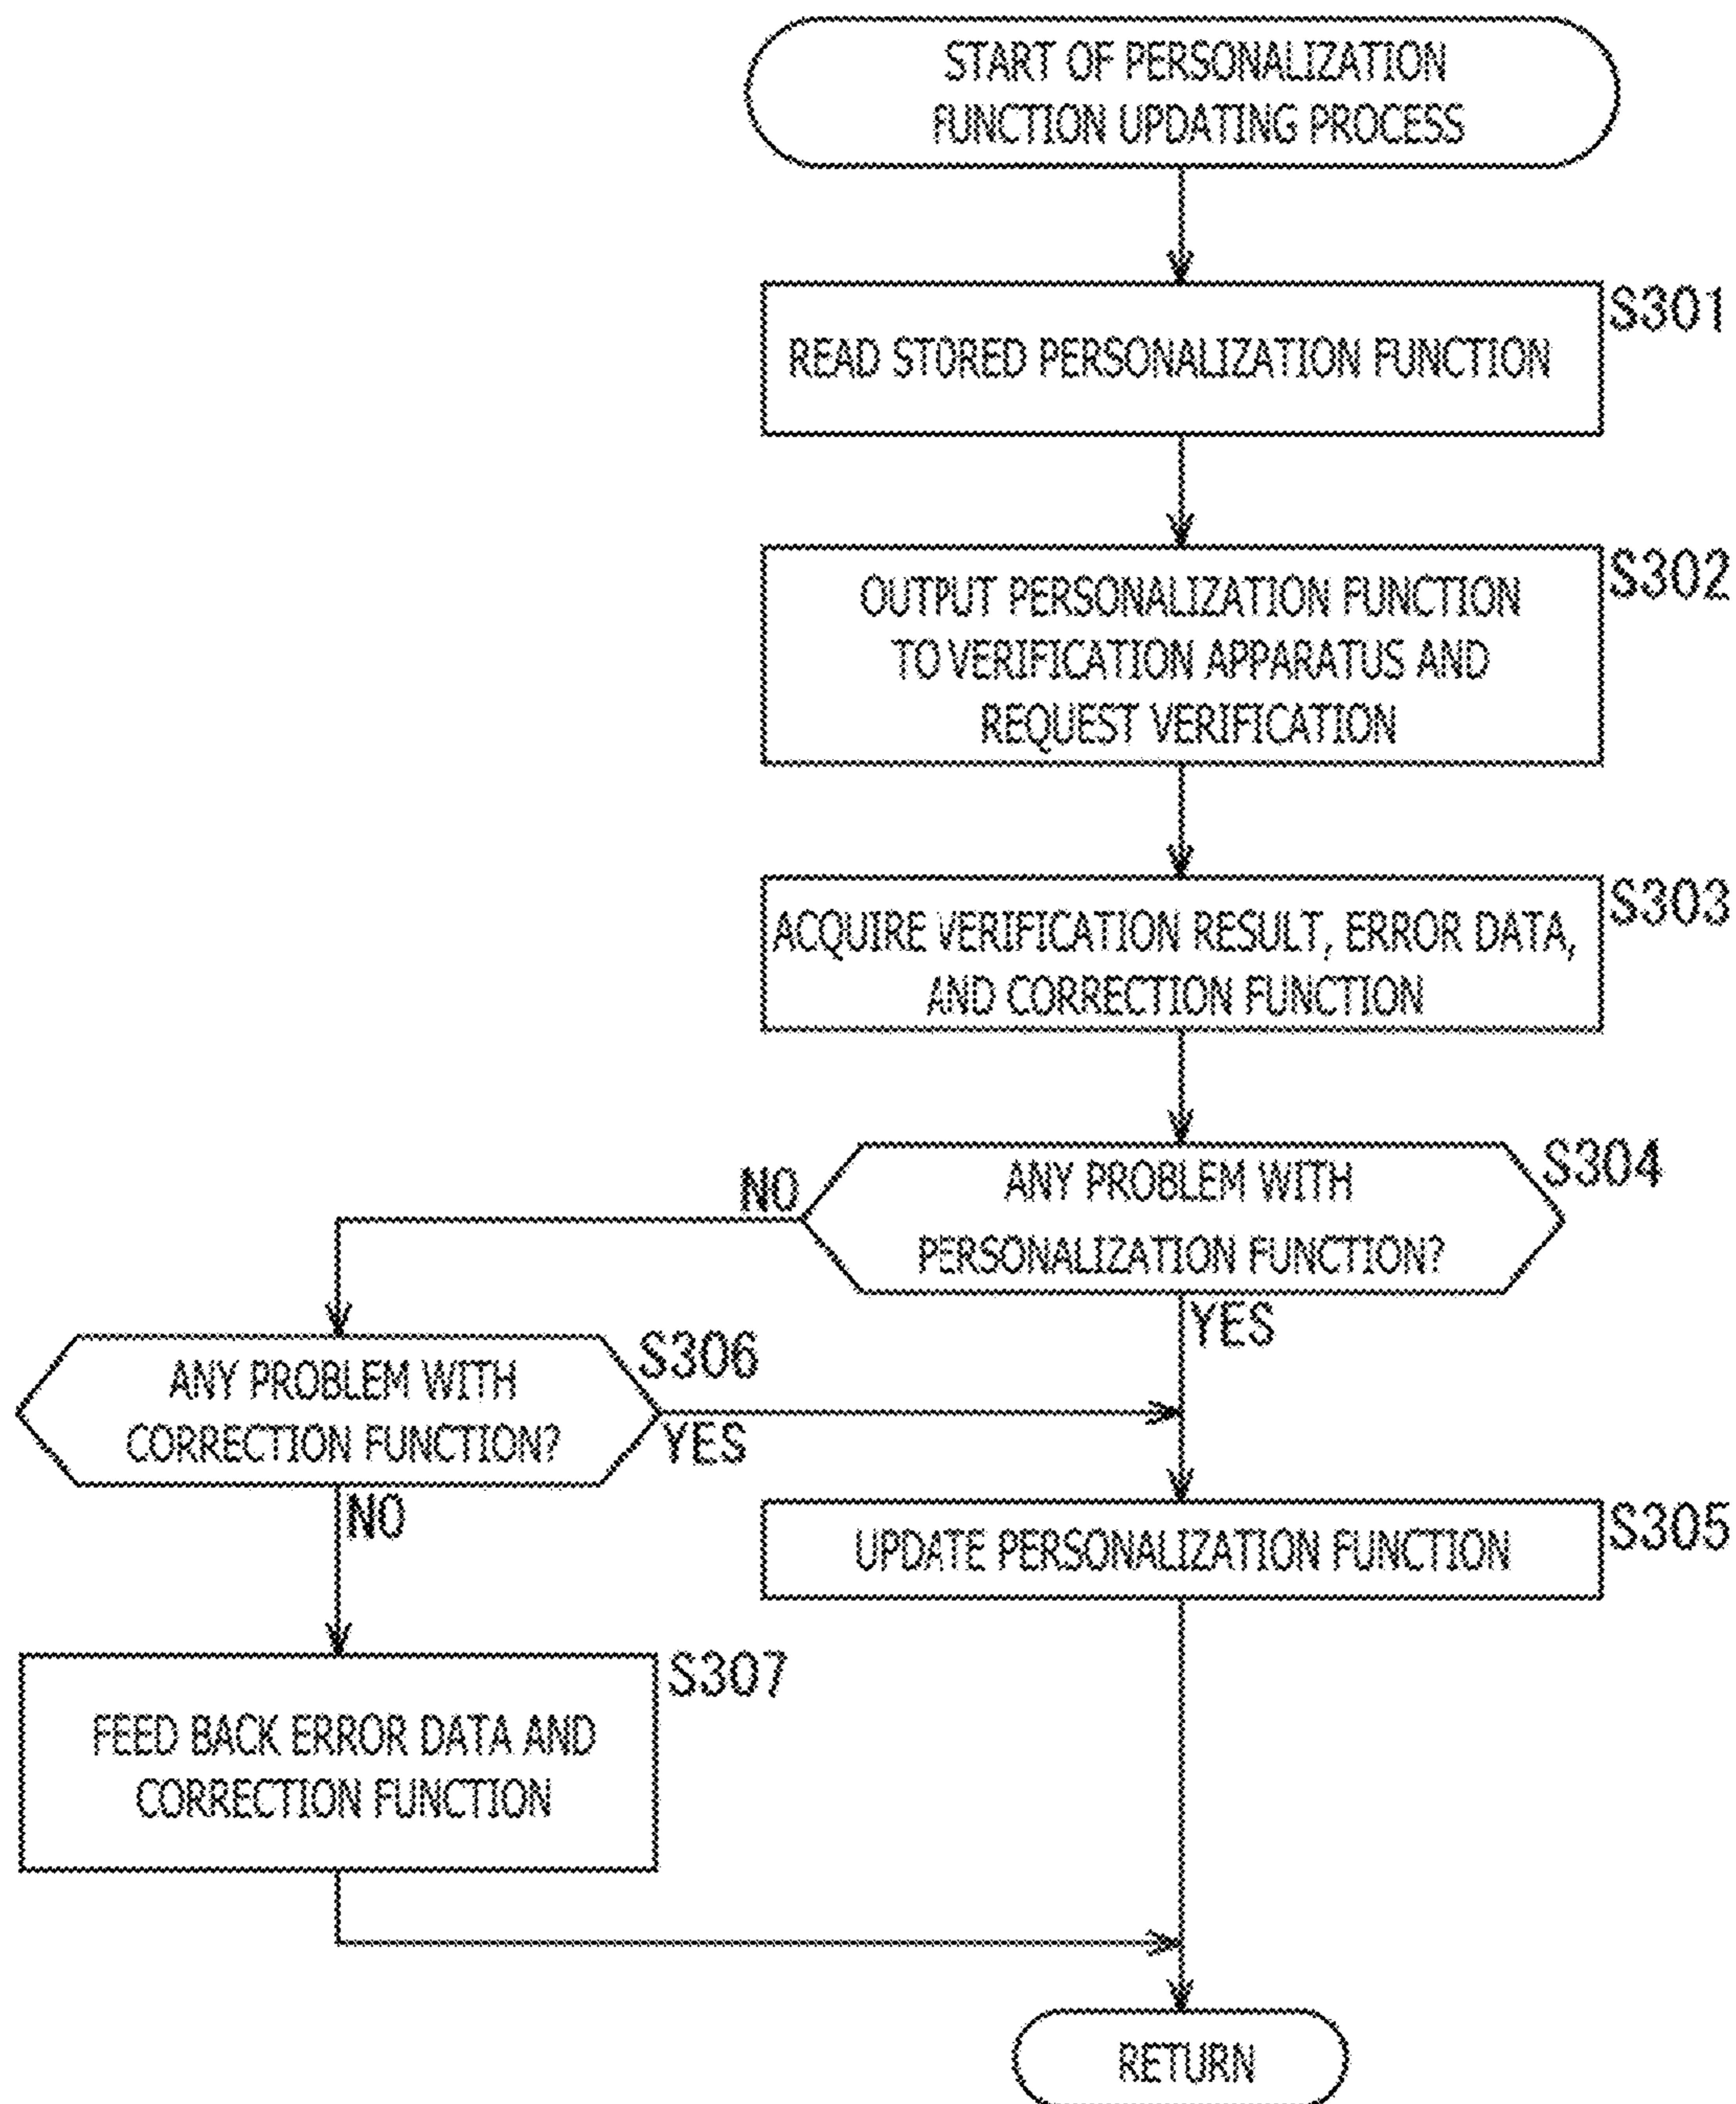 START OF PERSONALIZATION
FUNCTION UPDATING PROCESS
S301
READ STORED PERSONALIZATION FUNCTION
S302
OUTPUT PERSONALIZATION FUNCTION
TO VERIFICATION APPARATUS AND
REQUEST VERIFICATION
S303
ACQUIRE VERIFICATION RESULT, ERROR DATA,
AND CORRECTION FUNCTION
S304
NO
ANY PROBLEM WITH
PERSONALIZATION FUNCTION?
YES
S306
ANY PROBLEM WITH
CORRECTION FUNCTION?
YES
NO
S305
UPDATE PERSONALIZATION FUNCTION
S307
FEED BACK ERROR DATA AND
CORRECTION FUNCTION
RETURN